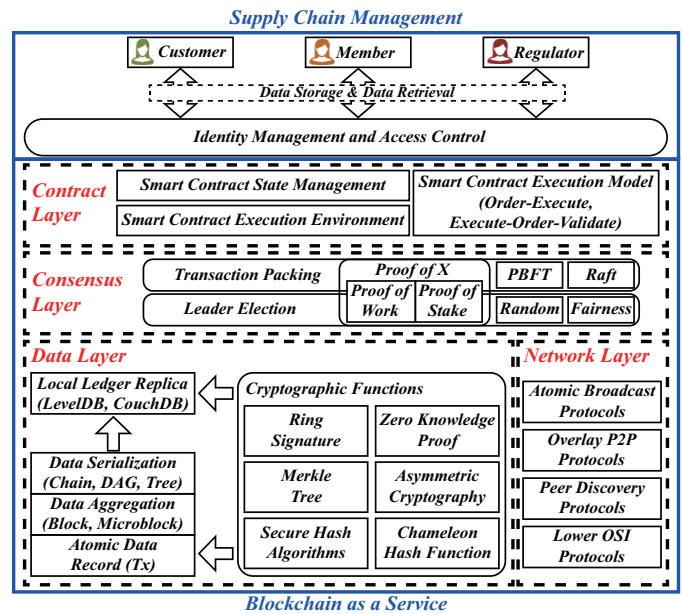 Supply Chain Management
Customer
Member
Regulator
Data Storage & Data Retrieval
Identity Management and Access Control
Contract
Layer
Smart Contract State Management
Smart Contract Execution Environment
Smart Contract Execution Model
(Order-Execute,
Execute-Order-Validate)
Consensus
Layer
Transaction Packing
Leader Election
Proof of X
Proof of
Work
Proof of
Stake
PBFT
Raft
Random
Fairness
Data Layer
Local Ledger Replica
(LevelDB, CouchDB)
Data Serialization
(Chain, DAG, Tree)
Data Aggregation
(Block, Microblock)
Atomic Data
Record (Tx)
Cryptographic Functions
Ring
Signature
Zero Knowledge
Proof
Merkle
Tree
Asymmetric
Cryptography
Secure Hash
Algorithms
Chameleon
Hash Function
Network Layer
Atomic Broadcast
Protocols
Overlay P2P
Protocols
Peer Discovery
Protocols
Lower OSI
Protocols
Blockchain as a Service